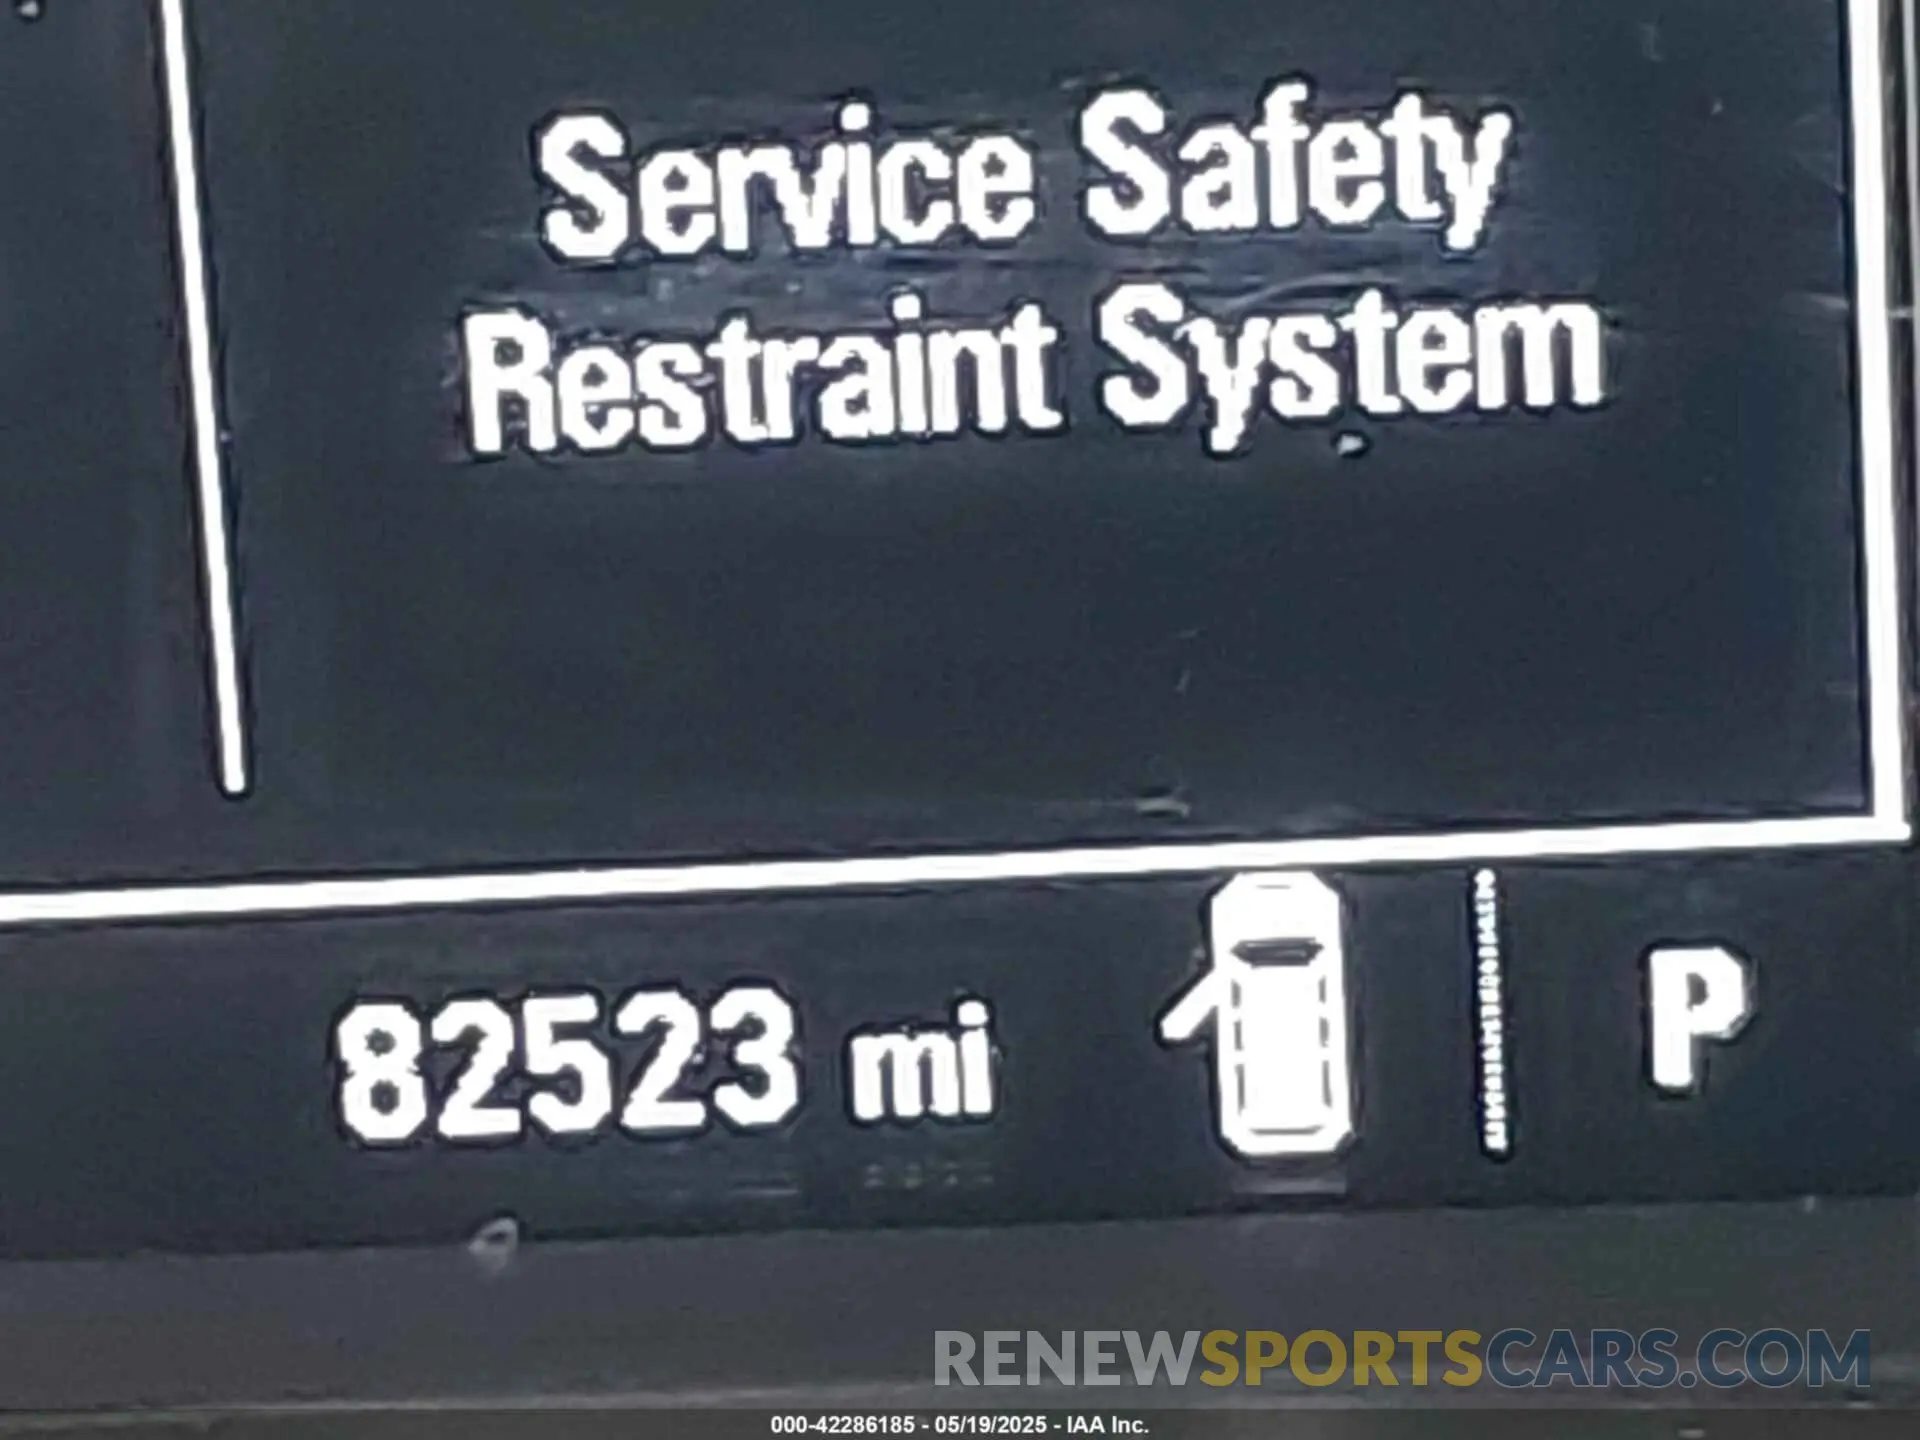 Service Safety
Restraint System
82523 mi
P
RENEWSPORTSCARS.COM
000-42286185 - 05/19/2025 - IAA Inc.